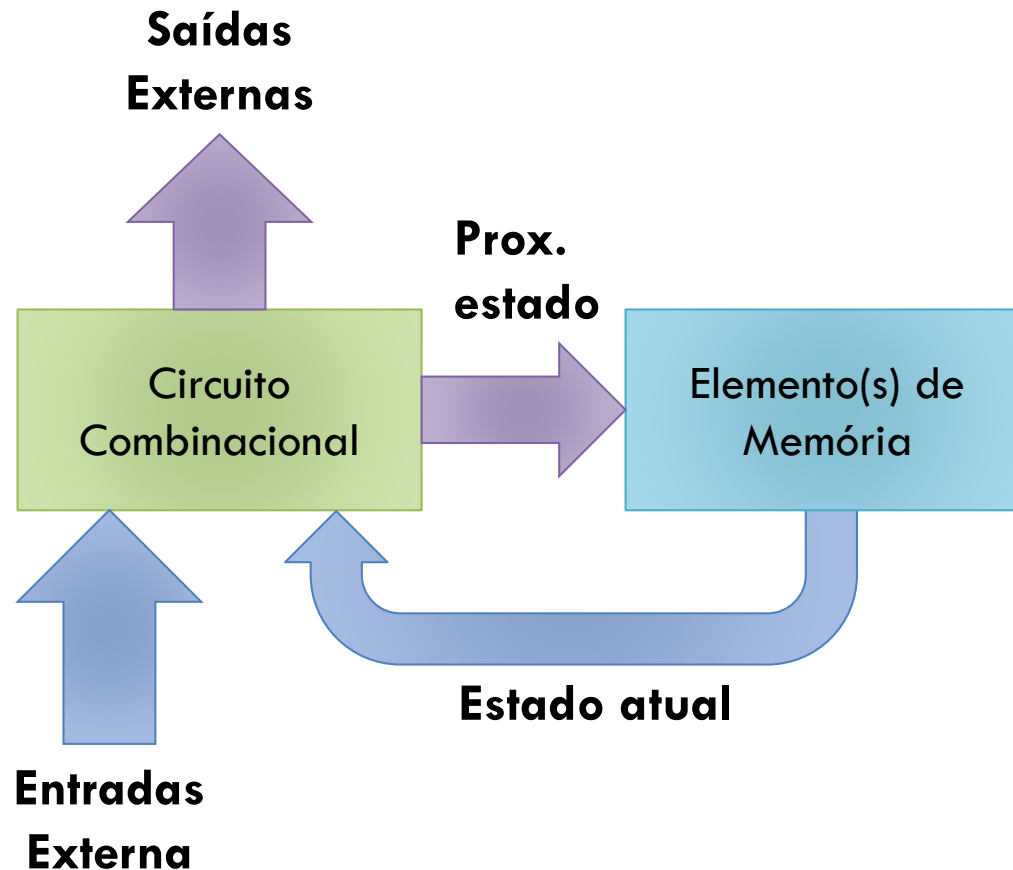 Saídas
Externas
Prox.
estado
Circuito
Combinacional
Elemento(s) de
Memória
Estado atual
Entradas
Externa